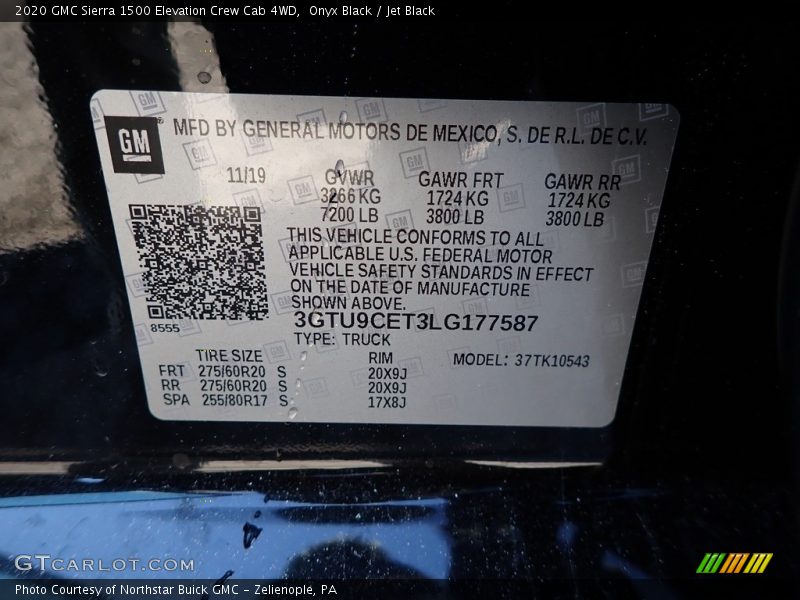 2020 GMC Sierra 1500 Elevation Crew Cab 4WD,  Onyx Black / Jet Black
GM
MFD BY GENERAL MOTORS DE MEXICO, S. DE R.L. DE C.V.
11/19 GVWR GAWR FRT GAWR RR
3266 KG 1724 KG 1724 KG
7200 LB 3800 LB 3800 LB
THIS VEHICLE CONFORMS TO ALL
APPLICABLE U.S. FEDERAL MOTOR
VEHICLE SAFETY STANDARDS IN EFFECT
ON THE DATE OF MANUFACTURE
SHOWN ABOVE.
8555
3GTU9CET3LG177587
TYPE: TRUCK
TIRE SIZE RIM MODEL: 37TK10543
FRT 275/60R20 S 20X9J
RR 275/60R20 S 20X9J
SPA 255/80R17 S 17X8J
GTCARLOT.COM
Photo Courtesy of Northstar Buick GMC – Zelienople, PA